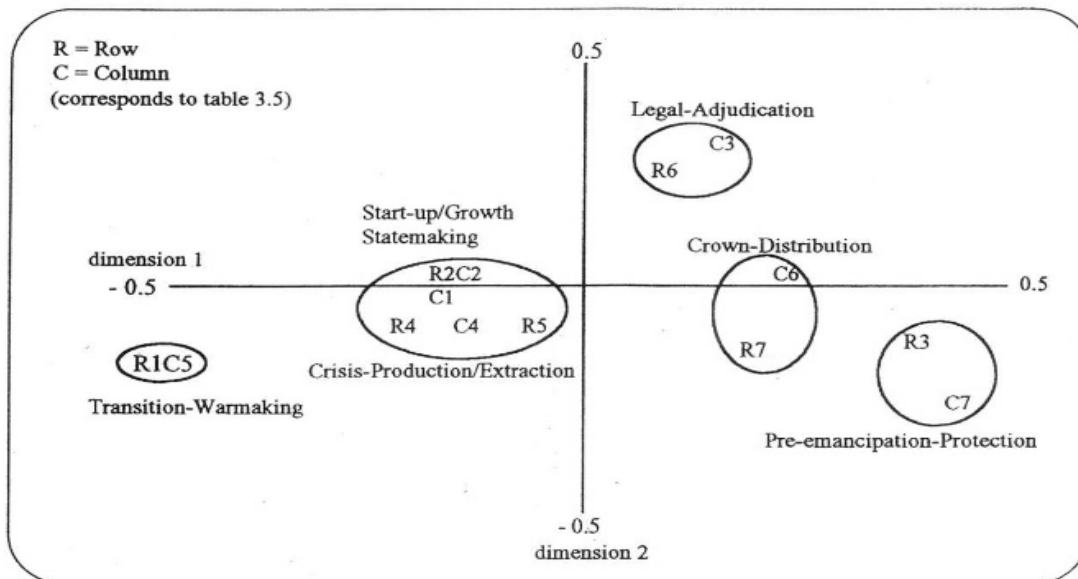 R = Row
C = Column
(corresponds to table 3.5)
0.5
Legal-Adjudication
C3
R6
Start-up/Growth
Statemaking
Crown-Distribution
dimension 1
- 0.5
R2C2
C6
0.5
C1
R4 C4 R5
R7
R3
R1C5
Crisis-Production/Extraction
C7
Transition-Warmaking
Pre-emancipation-Protection
- 0.5
dimension 2